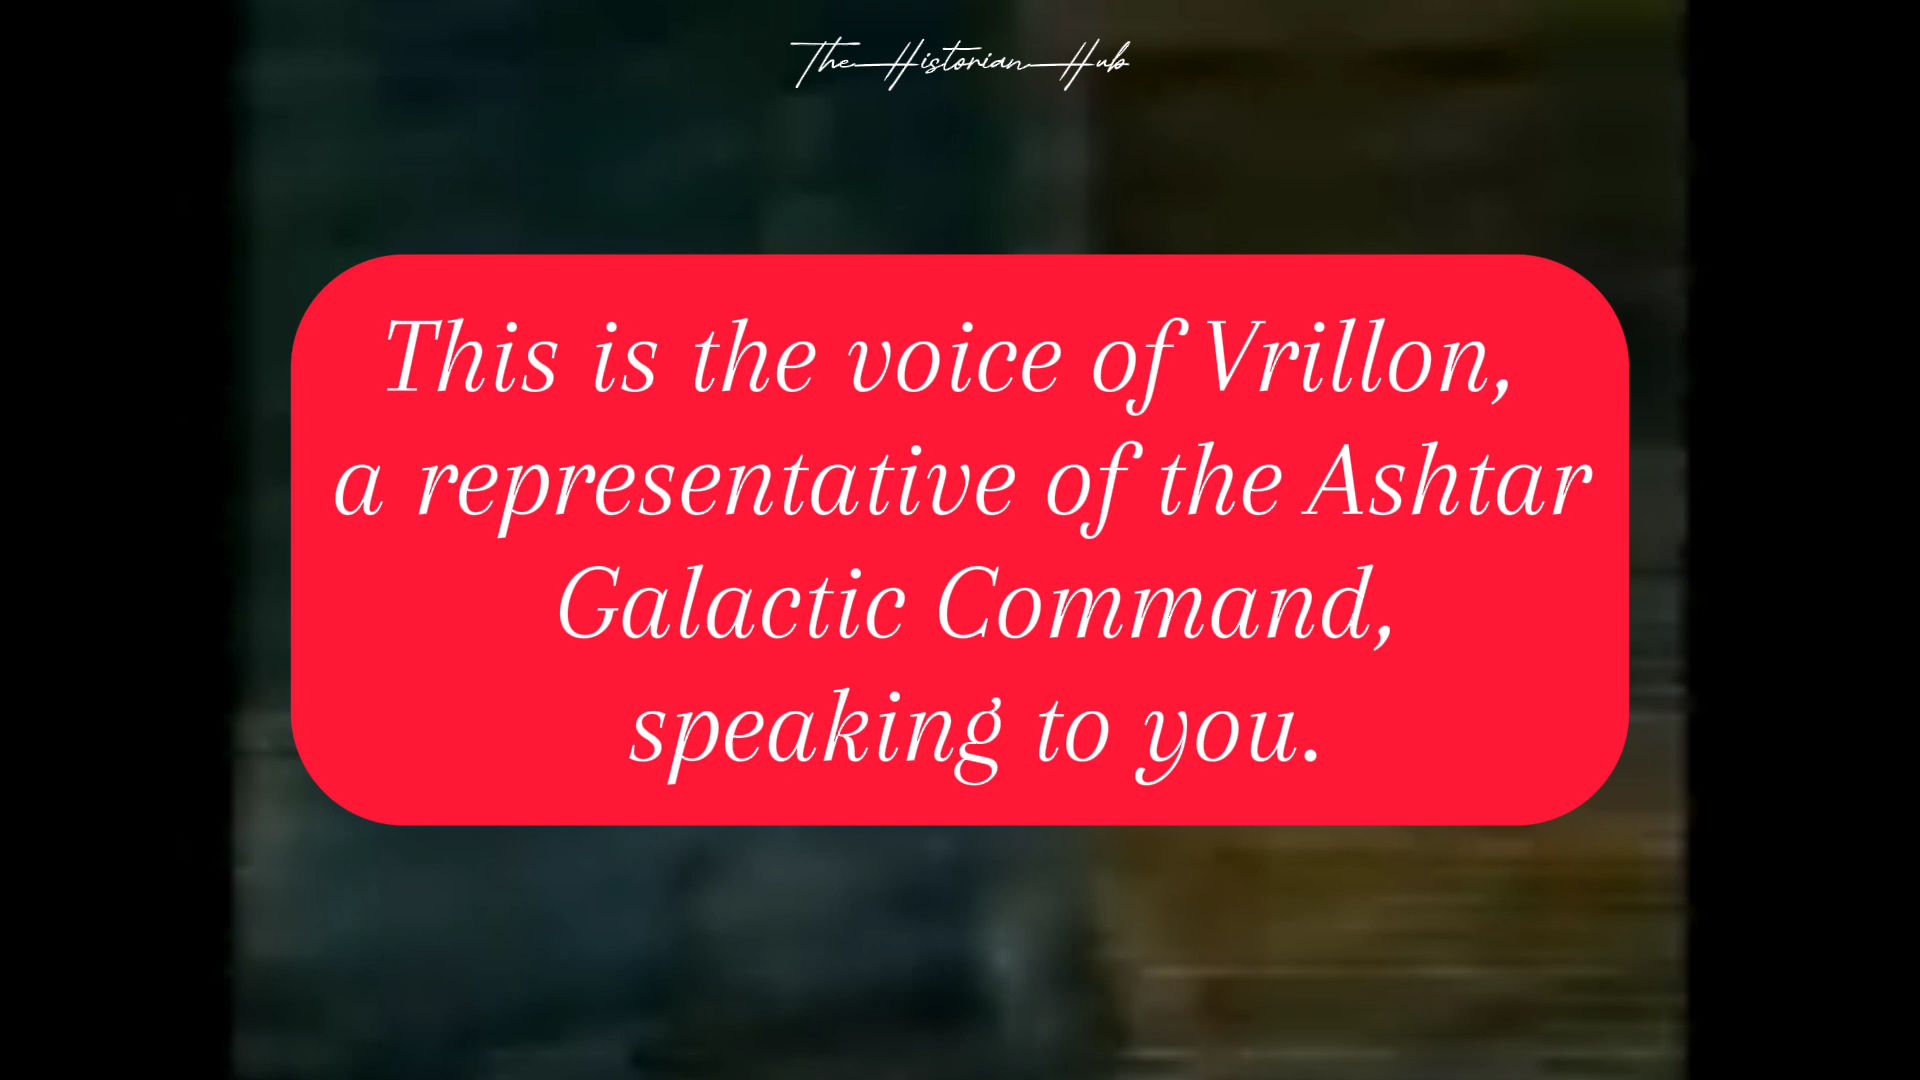 The Historian Hub
This is the voice of Vrillon,
a representative of the Ashtar
Galactic Command,
speaking to you.